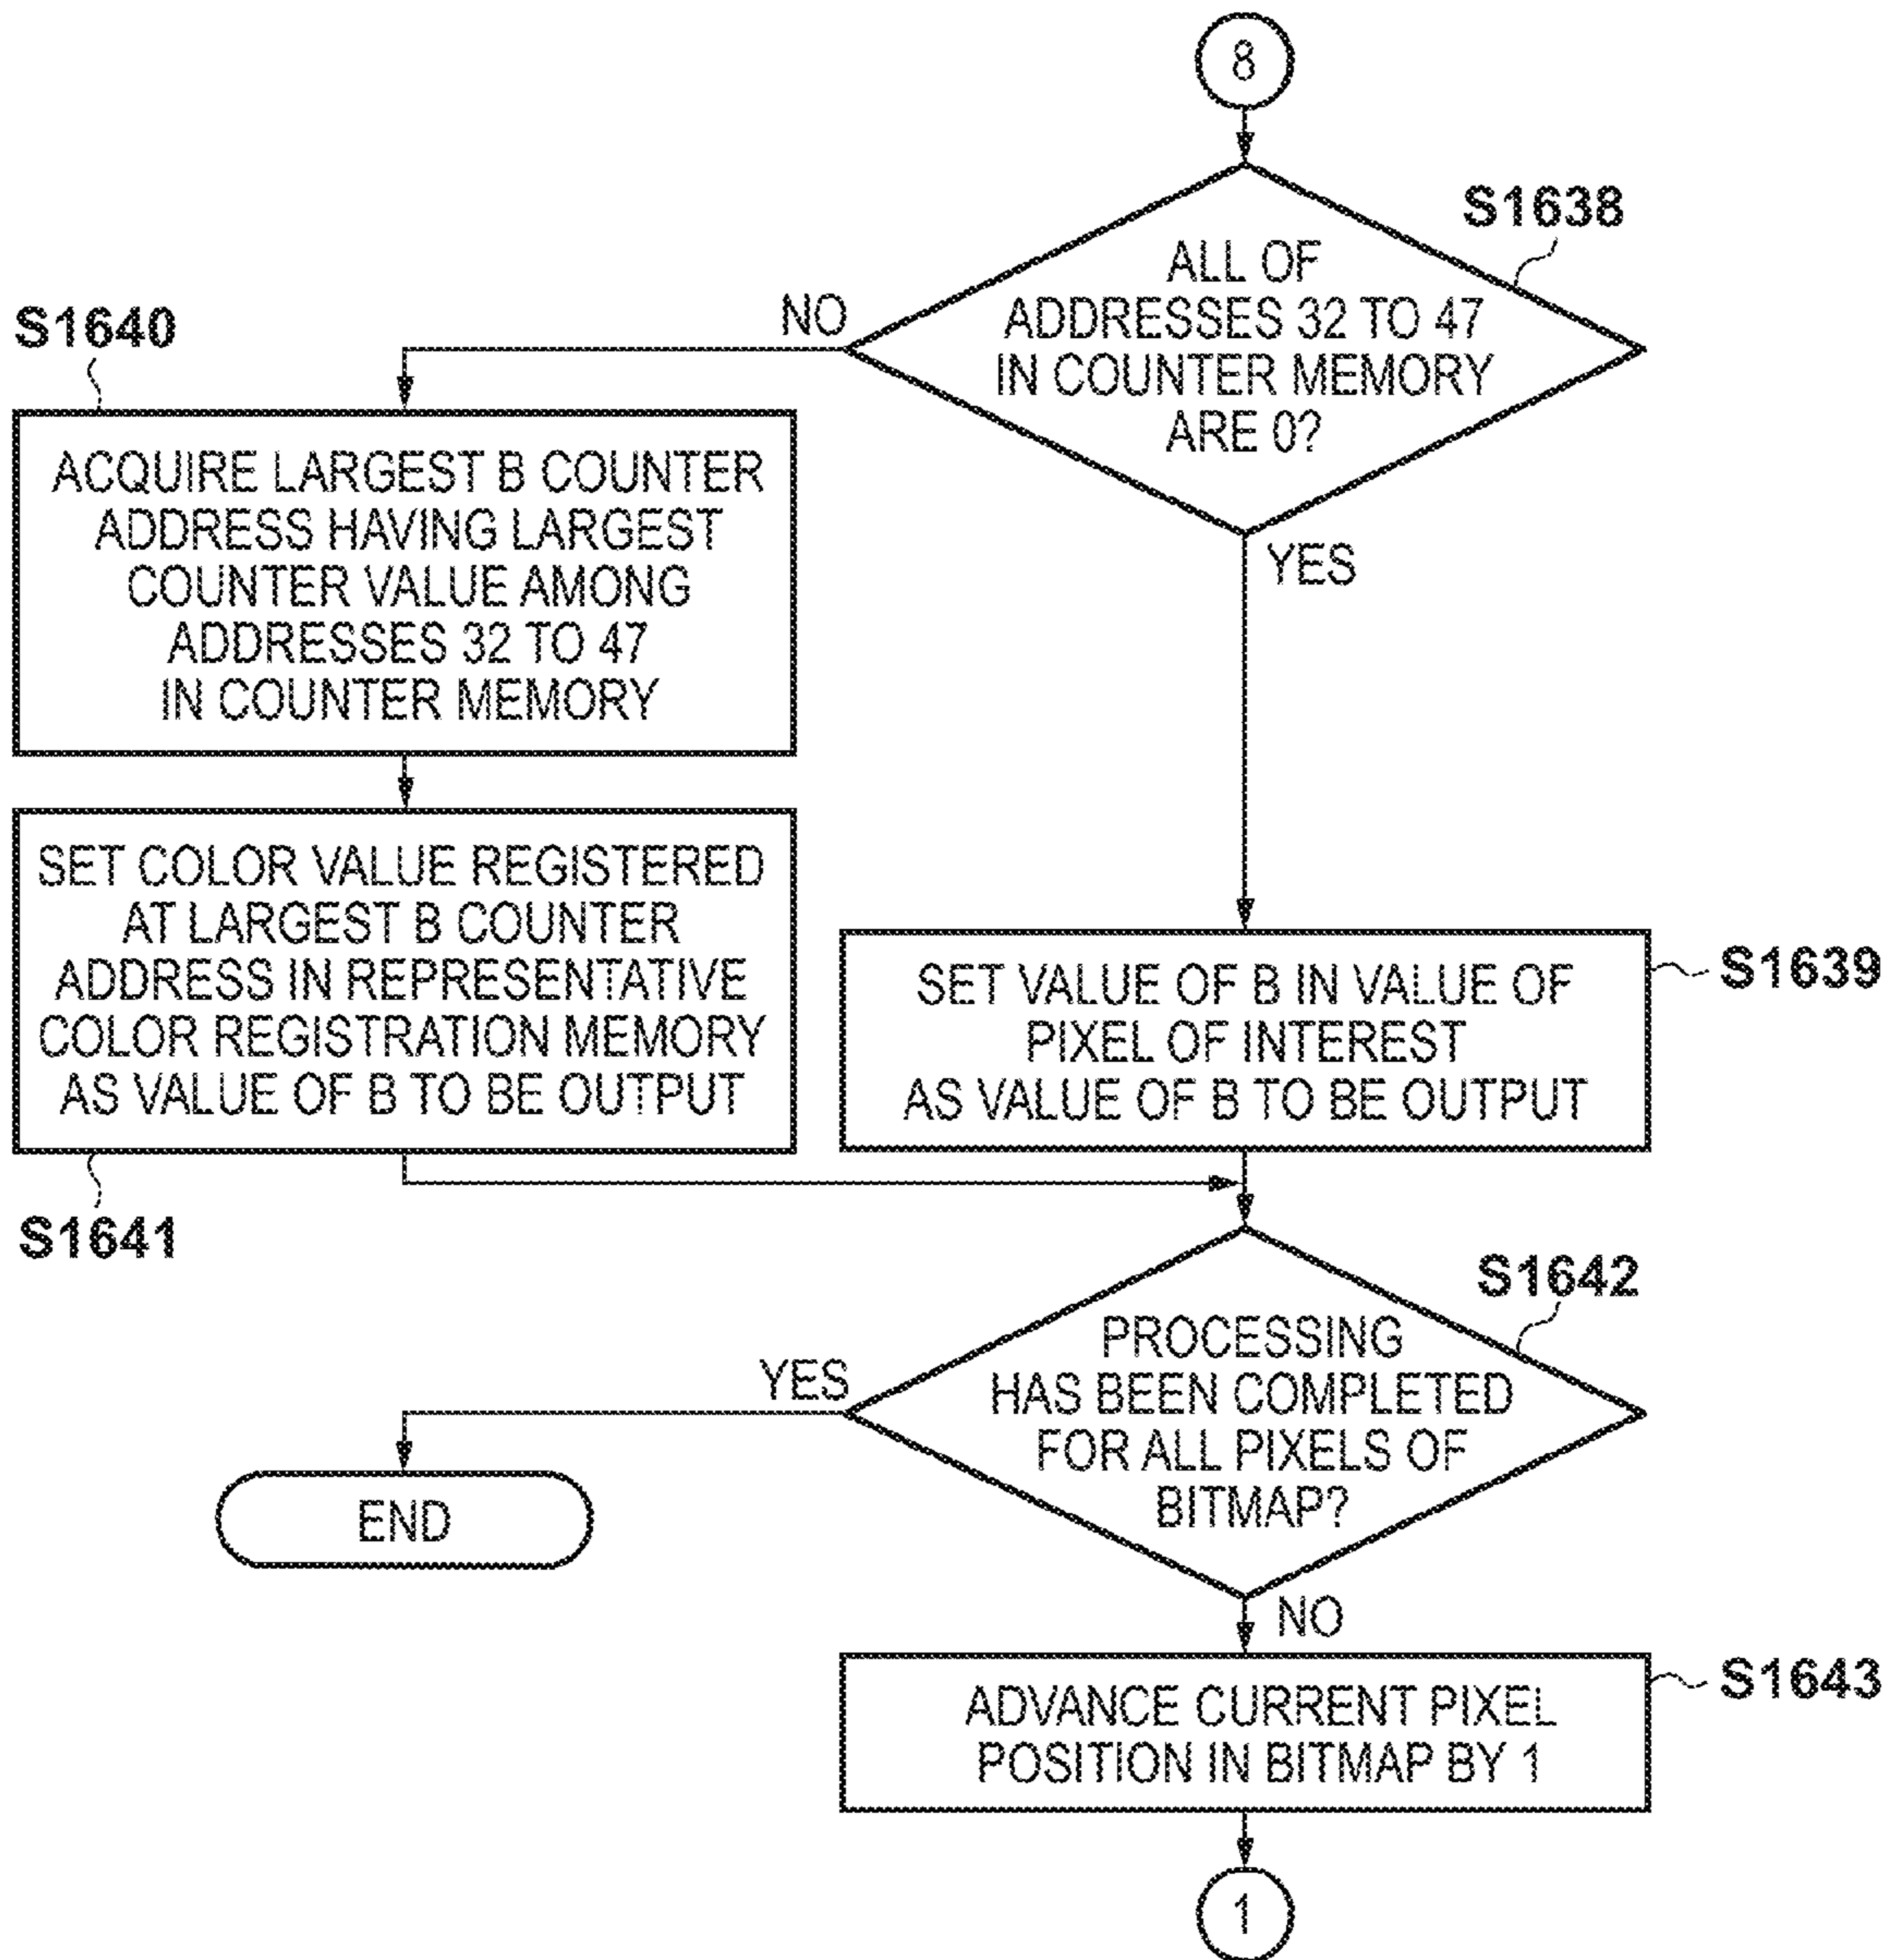 8
S1638
ALL OF
ADDRESSES 32 TO 47
IN COUNTER MEMORY
ARE 0?
NO
YES
S1640
ACQUIRE LARGEST B COUNTER
ADDRESS HAVING LARGEST
COUNTER VALUE AMONG
ADDRESSES 32 TO 47
IN COUNTER MEMORY
SET COLOR VALUE REGISTERED
AT LARGEST B COUNTER
ADDRESS IN REPRESENTATIVE
COLOR REGISTRATION MEMORY
AS VALUE OF B TO BE OUTPUT
S1641
S1639
SET VALUE OF B IN VALUE OF
PIXEL OF INTEREST
AS VALUE OF B TO BE OUTPUT
S1642
PROCESSING
HAS BEEN COMPLETED
FOR ALL PIXELS OF
BITMAP?
YES
END
NO
S1643
ADVANCE CURRENT PIXEL
POSITION IN BITMAP BY 1
1